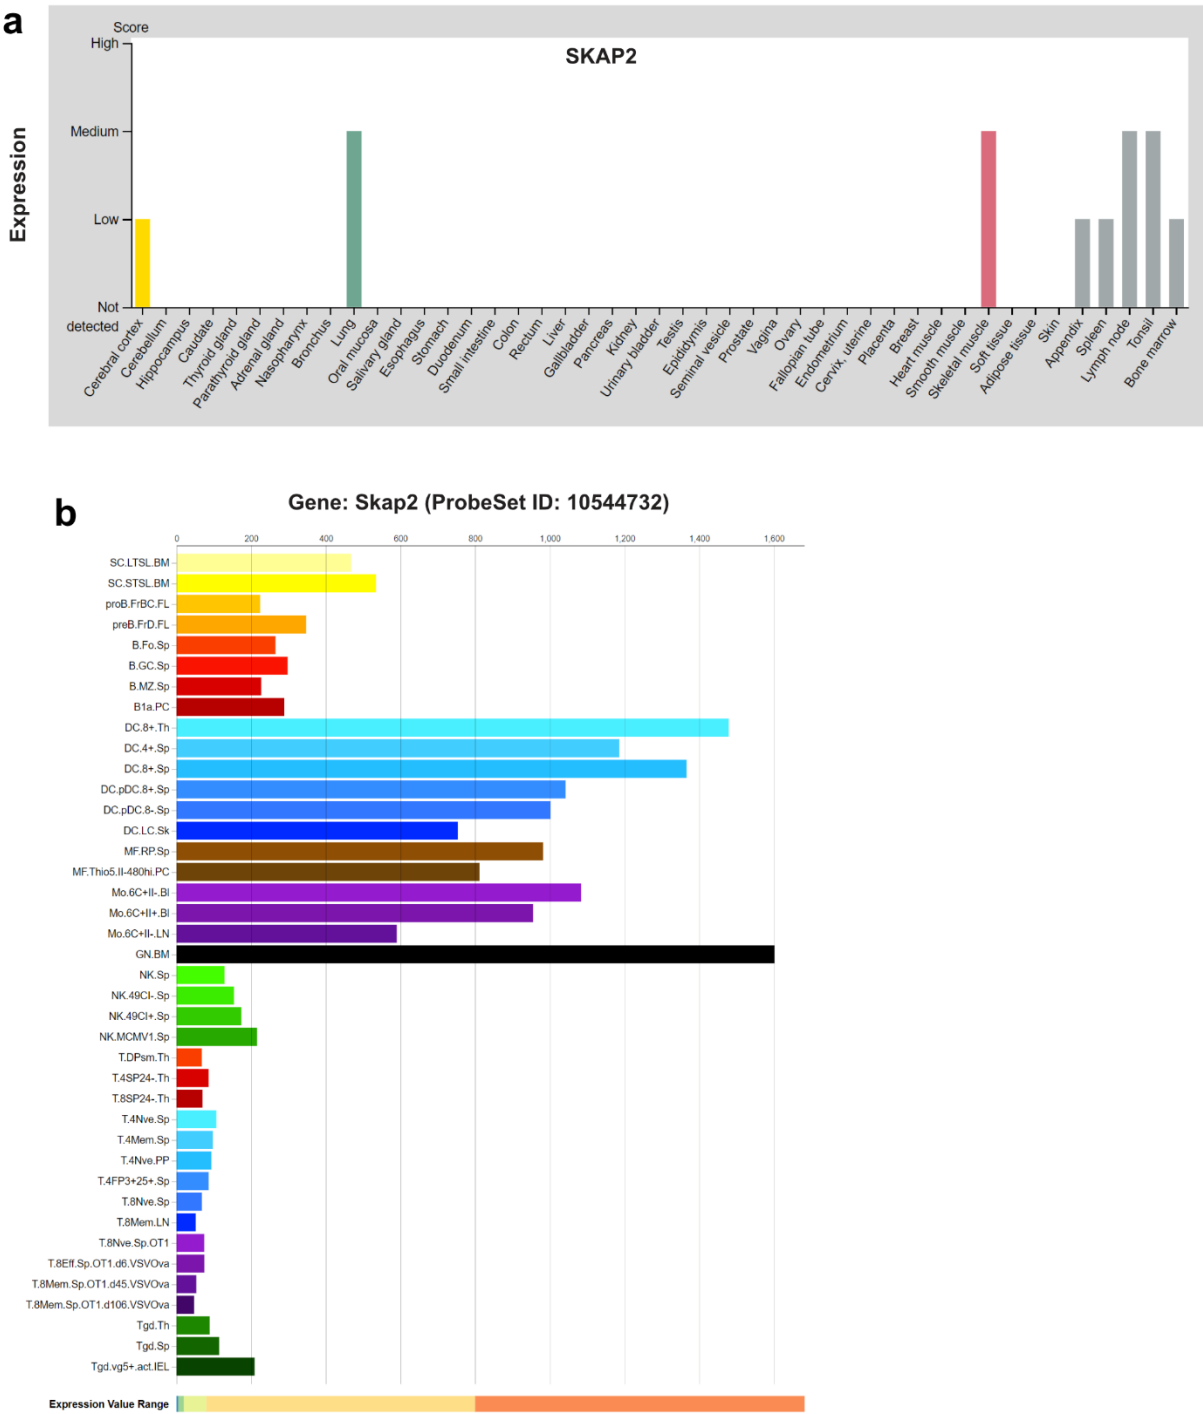 a
Score
High
SKAP2
Medium
Expression
Low
Not
detected
Cerebral cortex
Cerebellum
Hippocampus
Caudate
Thyroid gland
Parathyroid gland
Adrenal gland
Nasopharynx
Bronchus
Lung
Oral mucosa
Salivary gland
Esophagus
Stomach
Duodenum
Small intestine
Colon
Rectum
Liver
Gallbladder
Pancreas
Kidney
Urinary bladder
Testis
Epididymis
Seminal vesicle
Prostate
Vagina
Ovary
Fallopian tube
Endometrium
Cervix, uterine
Placenta
Breast
Heart muscle
Smooth muscle
Skeletal muscle
Soft tissue
Adipose tissue
Skin
Appendix
Spleen
Lymph node
Tonsil
Bone marrow
b
Gene: Skap2 (ProbeSet ID: 10544732)
0 200 400 600 800 1,000 1,200 1,400 1,600
SC.LTSL.BM
SC.STSL.BM
proB.FrBC.FL
preB.FrD.FL
B.Fo.Sp
B.GC.Sp
B.MZ.Sp
B1a.PC
DC.8+.Th
DC.4+.Sp
DC.8+.Sp
DC.pDC.8+.Sp
DC.pDC.8-.Sp
DC.LC.Sk
MF.RP.Sp
MF.Thio5.II-480hi.PC
Mo.6C+II-.Bl
Mo.6C+II+.Bl
Mo.6C+II-.LN
GN.BM
NK.Sp
NK.49CI-.Sp
NK.49CI+.Sp
NK.MCMV1.Sp
T.DPsm.Th
T.4SP24-.Th
T.8SP24-.Th
T.4Nve.Sp
T.4Mem.Sp
T.4Nve.PP
T.4FP3+25+.Sp
T.8Nve.Sp
T.8Mem.LN
T.8Nve.Sp.OT1
T.8Eff.Sp.OT1.d6.VSVOva
T.8Mem.Sp.OT1.d45.VSVOva
T.8Mem.Sp.OT1.d106.VSVOva
Tgd.Th
Tgd.Sp
Tgd.vg5+.act.IEL
Expression Value Range